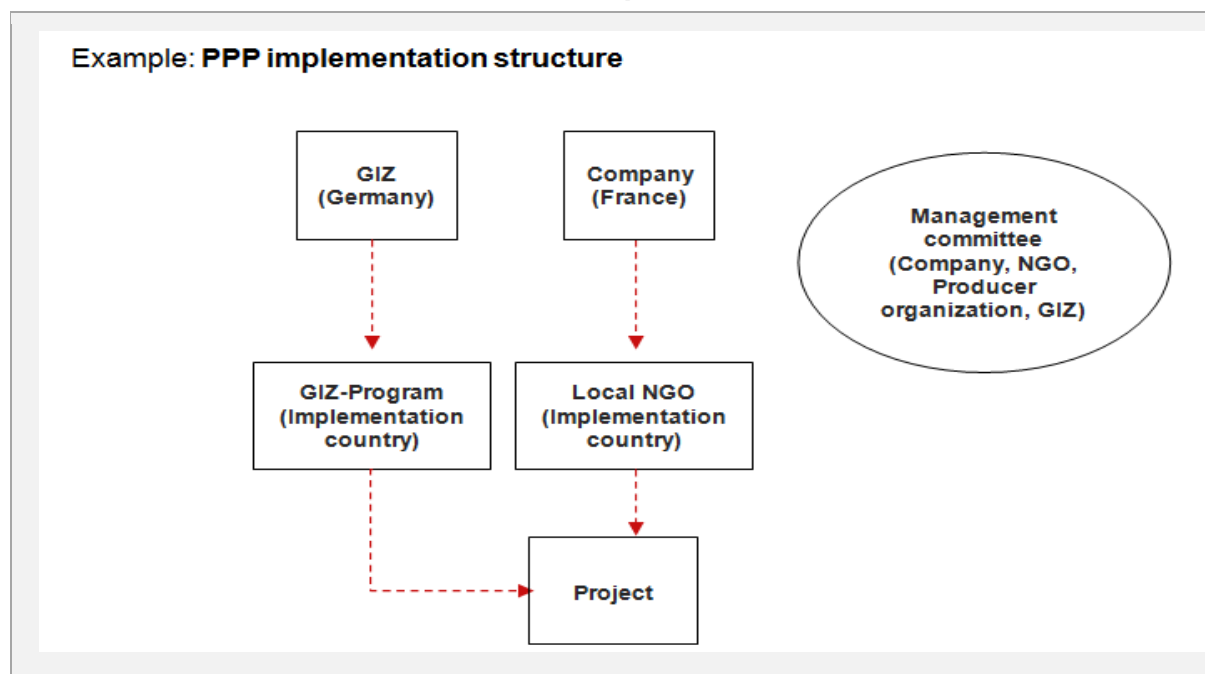 Example: PPP implementation structure
GIZ
(Germany)
Company
(France)
Management
committee
(Company, NGO,
Producer
organization, GIZ)
GIZ-Program
(Implementation
country)
Local NGO
(Implementation
country)
Project